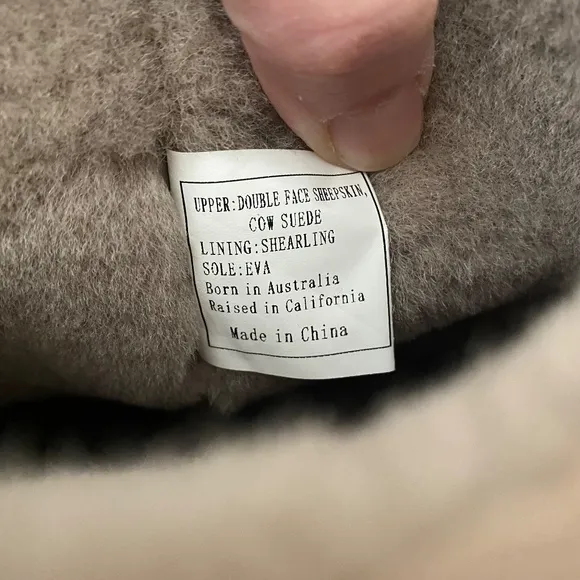 UPPER:DOUBLE FACE SHEEPSKIN,
COW SUEDE
LINING:SHEARLING
SOLE:EVA
Born in Australia
Raised in California
Made in China